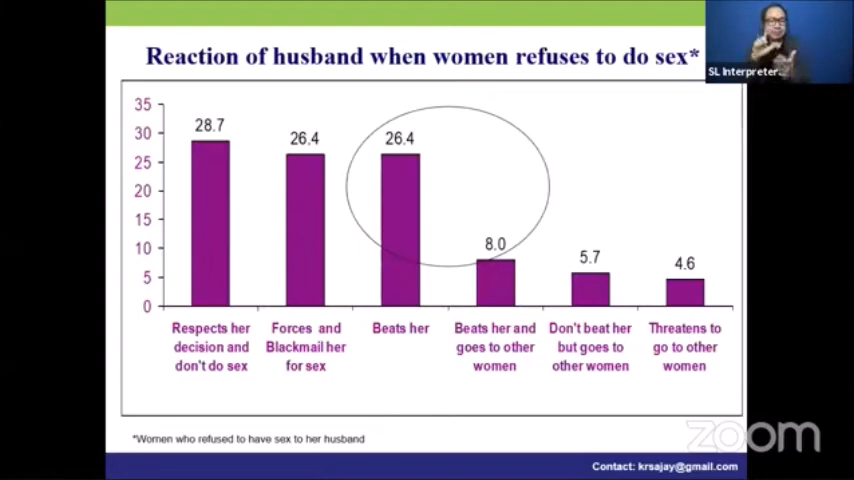 Reaction of husband when women refuses to do sex*
SL Interpreter
35
30
25
20
15
10
5
0
28.7
26.4
26.4
8.0
5.7
4.6
Respects her
decision and
don't do sex
Forces and
Blackmail her
for sex
Beats her
Beats her and
goes to other
women
Don't beat her
but goes to
other women
Threatens to
go to other
women
*Women who refused to have sex to her husband
zoom
Contact: krsajay@gmail.com